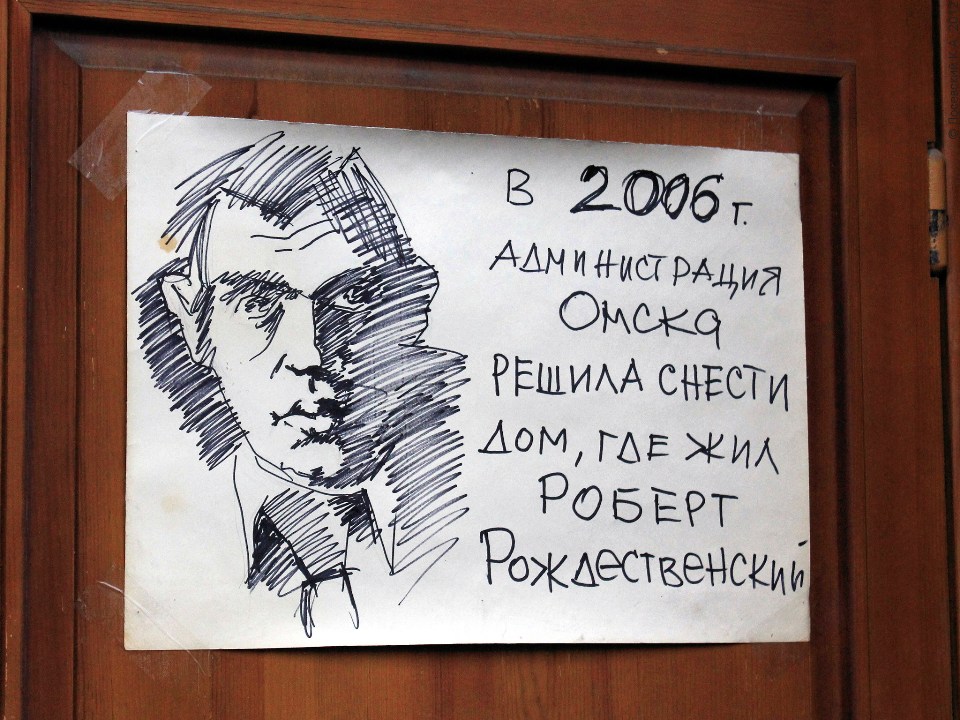 В 2006 г.
АДМИНИСТРАЦИЯ
ОМСКА
РЕШИЛА СНЕСТИ
ДОМ, ГДЕ ЖИЛ
РОБЕРТ
РОЖДЕСТВЕНСКИЙ